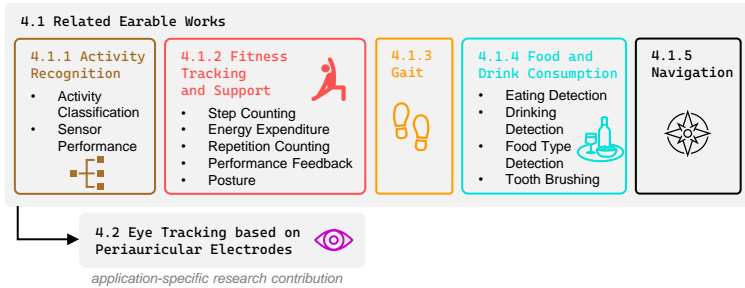 4.1 Related Earable Works
4.1.1 Activity
Recognition
• Activity
Classification
• Sensor
Performance
4.1.2 Fitness
Tracking
and Support
• Step Counting
• Energy Expenditure
• Repetition Counting
• Performance Feedback
• Posture
4.1.3
Gait
4.1.4 Food and
Drink Consumption
• Eating Detection
• Drinking
Detection
• Food Type
Detection
• Tooth Brushing
4.1.5
Navigation
4.2 Eye Tracking based on
Periauricular Electrodes
application-specific research contribution